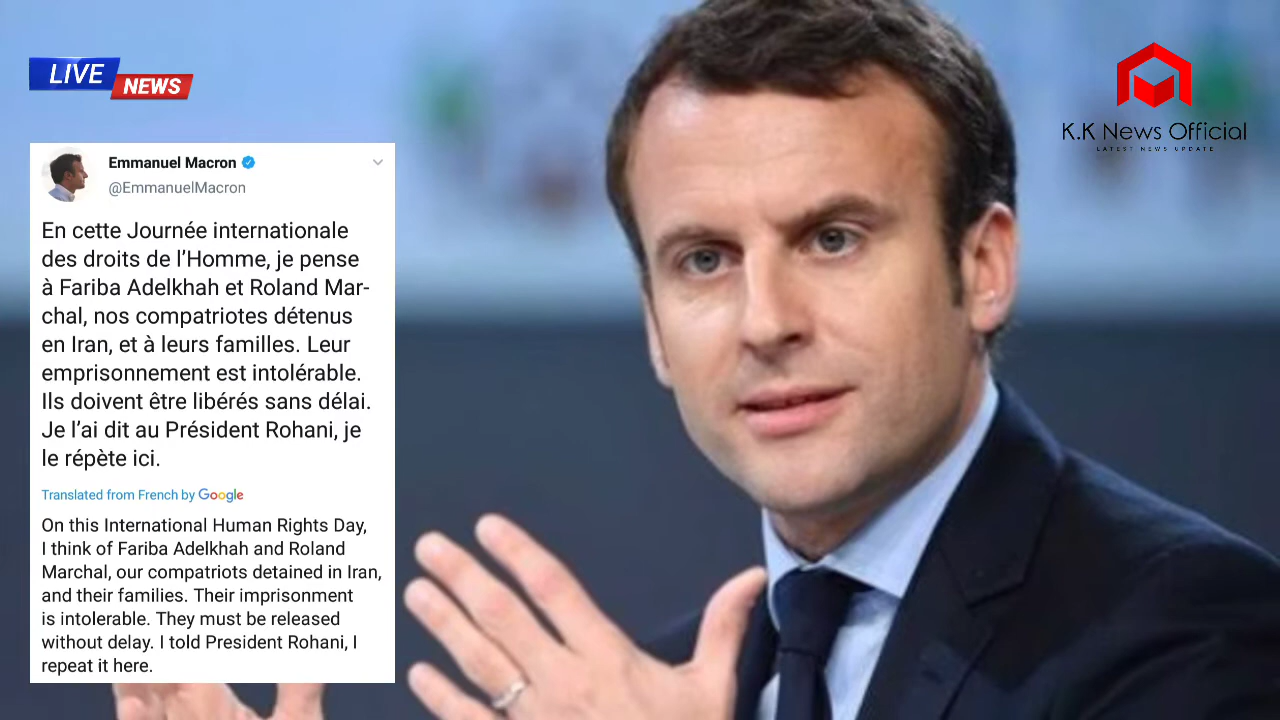 LIVE
NEWS
K.K News Official
LATEST NEWS UPDATE
Emmanuel Macron
@EmmanuelMacron
En cette Journée internationale
des droits de l’Homme, je pense
à Fariba Adelkhah et Roland Mar-
chal, nos compatriotes détenus
en Iran, et à leurs familles. Leur
emprisonnement est intolérable.
Ils doivent être libérés sans délai.
Je l’ai dit au Président Rohani, je
le répète ici.
Translated from French by Google
On this International Human Rights Day,
I think of Fariba Adelkhah and Roland
Marchal, our compatriots detained in Iran,
and their families. Their imprisonment
is intolerable. They must be released
without delay. I told President Rohani, I
repeat it here.